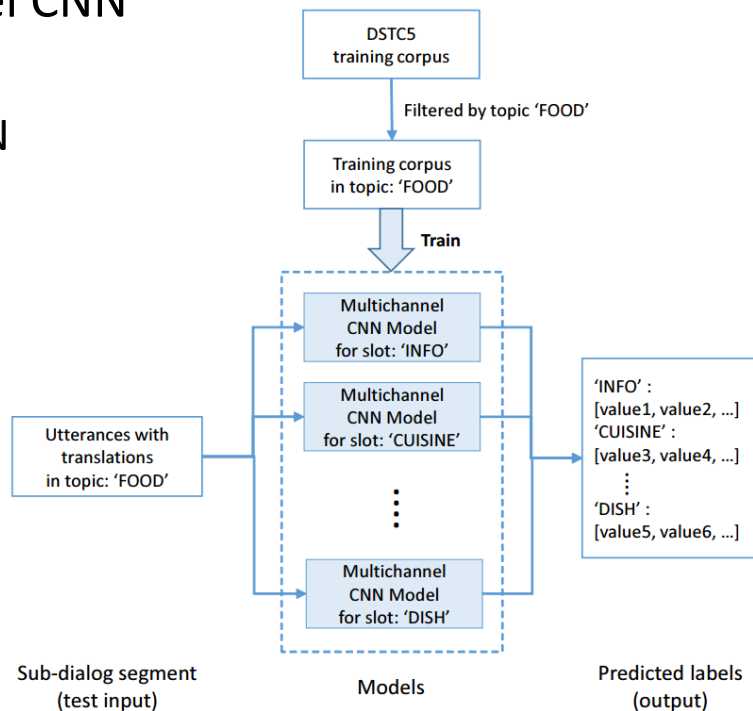 CNN
DSTC5
training corpus
Filtered by topic ‘FOOD’
Training corpus
in topic: ‘FOOD’
Train
Multichannel
CNN Model
for slot: ‘INFO’
Multichannel
CNN Model
for slot: ‘CUISINE’
Multichannel
CNN Model
for slot: ‘DISH’
Utterances with
translations
in topic: ‘FOOD’
‘INFO’ :
[value1, value2, …]
‘CUISINE’ :
[value3, value4, …]
‘DISH’ :
[value5, value6, …]
Sub-dialog segment
(test input)
Models
Predicted labels
(output)